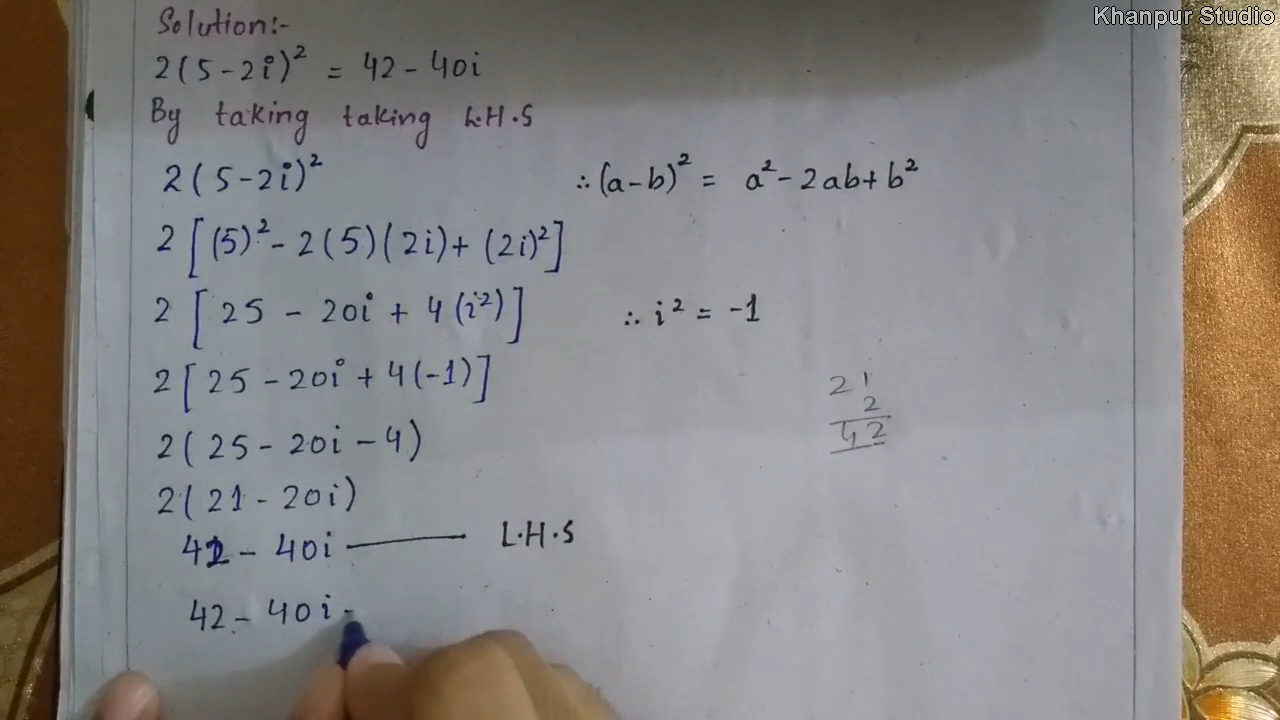 Khanpur Studio
Solution:-
2(5-2i)² = 42 - 40i
By taking taking L.H.S
2(5-2i)² ∴ (a-b)² = a² - 2ab + b²
2[(5)² - 2(5)(2i) + (2i)²]
2[25 - 20i + 4(i²)] ∴ i² = -1
2[25 - 20i + 4(-1)]
21
2
42
2(25 - 20i - 4)
2(21 - 20i)
42 - 40i ——— L.H.S
42 - 40i -